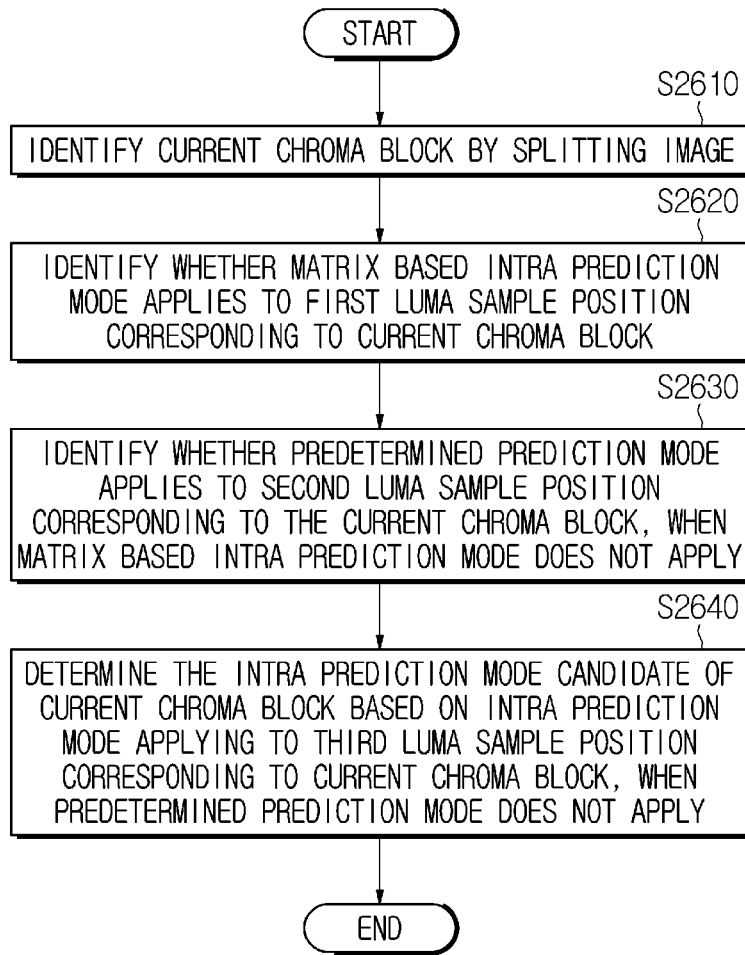 START
S2610
IDENTIFY CURRENT CHROMA BLOCK BY SPLITTING IMAGE
S2620
IDENTIFY WHETHER MATRIX BASED INTRA PREDICTION
MODE APPLIES TO FIRST LUMA SAMPLE POSITION
CORRESPONDING TO CURRENT CHROMA BLOCK
S2630
IDENTIFY WHETHER PREDETERMINED PREDICTION MODE
APPLIES TO SECOND LUMA SAMPLE POSITION
CORRESPONDING TO THE CURRENT CHROMA BLOCK, WHEN
MATRIX BASED INTRA PREDICTION MODE DOES NOT APPLY
S2640
DETERMINE THE INTRA PREDICTION MODE CANDIDATE OF
CURRENT CHROMA BLOCK BASED ON INTRA PREDICTION
MODE APPLYING TO THIRD LUMA SAMPLE POSITION
CORRESPONDING TO CURRENT CHROMA BLOCK, WHEN
PREDETERMINED PREDICTION MODE DOES NOT APPLY
END